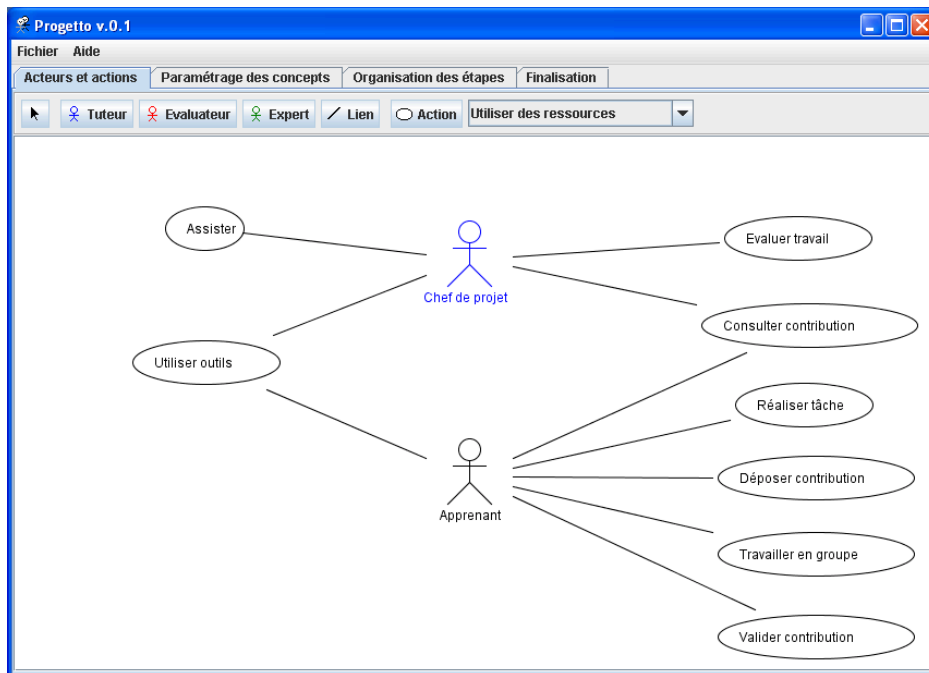 Progetto v.0.1
Fichier Aide
Acteurs et actions Paramétrage des concepts Organisation des étapes Finalisation
Tuteur Evaluateur Expert Lien Action Utiliser des ressources
Assister
Evaluer travail
Chef de projet
Consulter contribution
Utiliser outils
Réaliser tâche
Déposer contribution
Apprenant
Travailler en groupe
Valider contribution